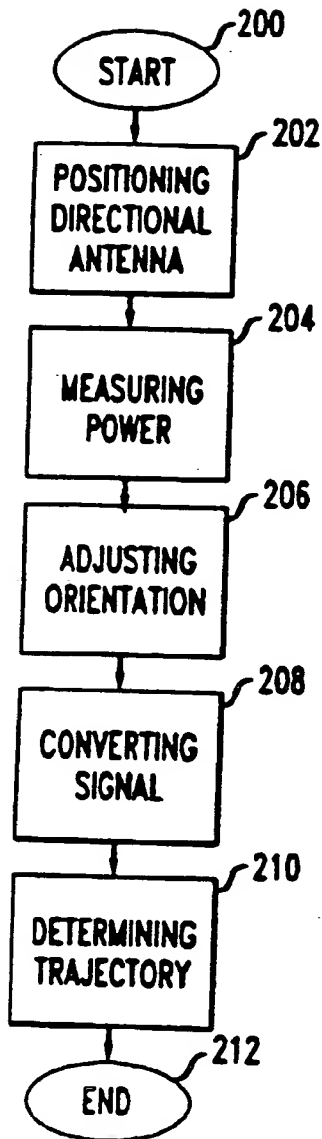 200
START
202
POSITIONING
DIRECTIONAL
ANTENNA
204
MEASURING
POWER
206
ADJUSTING
ORIENTATION
208
CONVERTING
SIGNAL
210
DETERMINING
TRAJECTORY
212
END